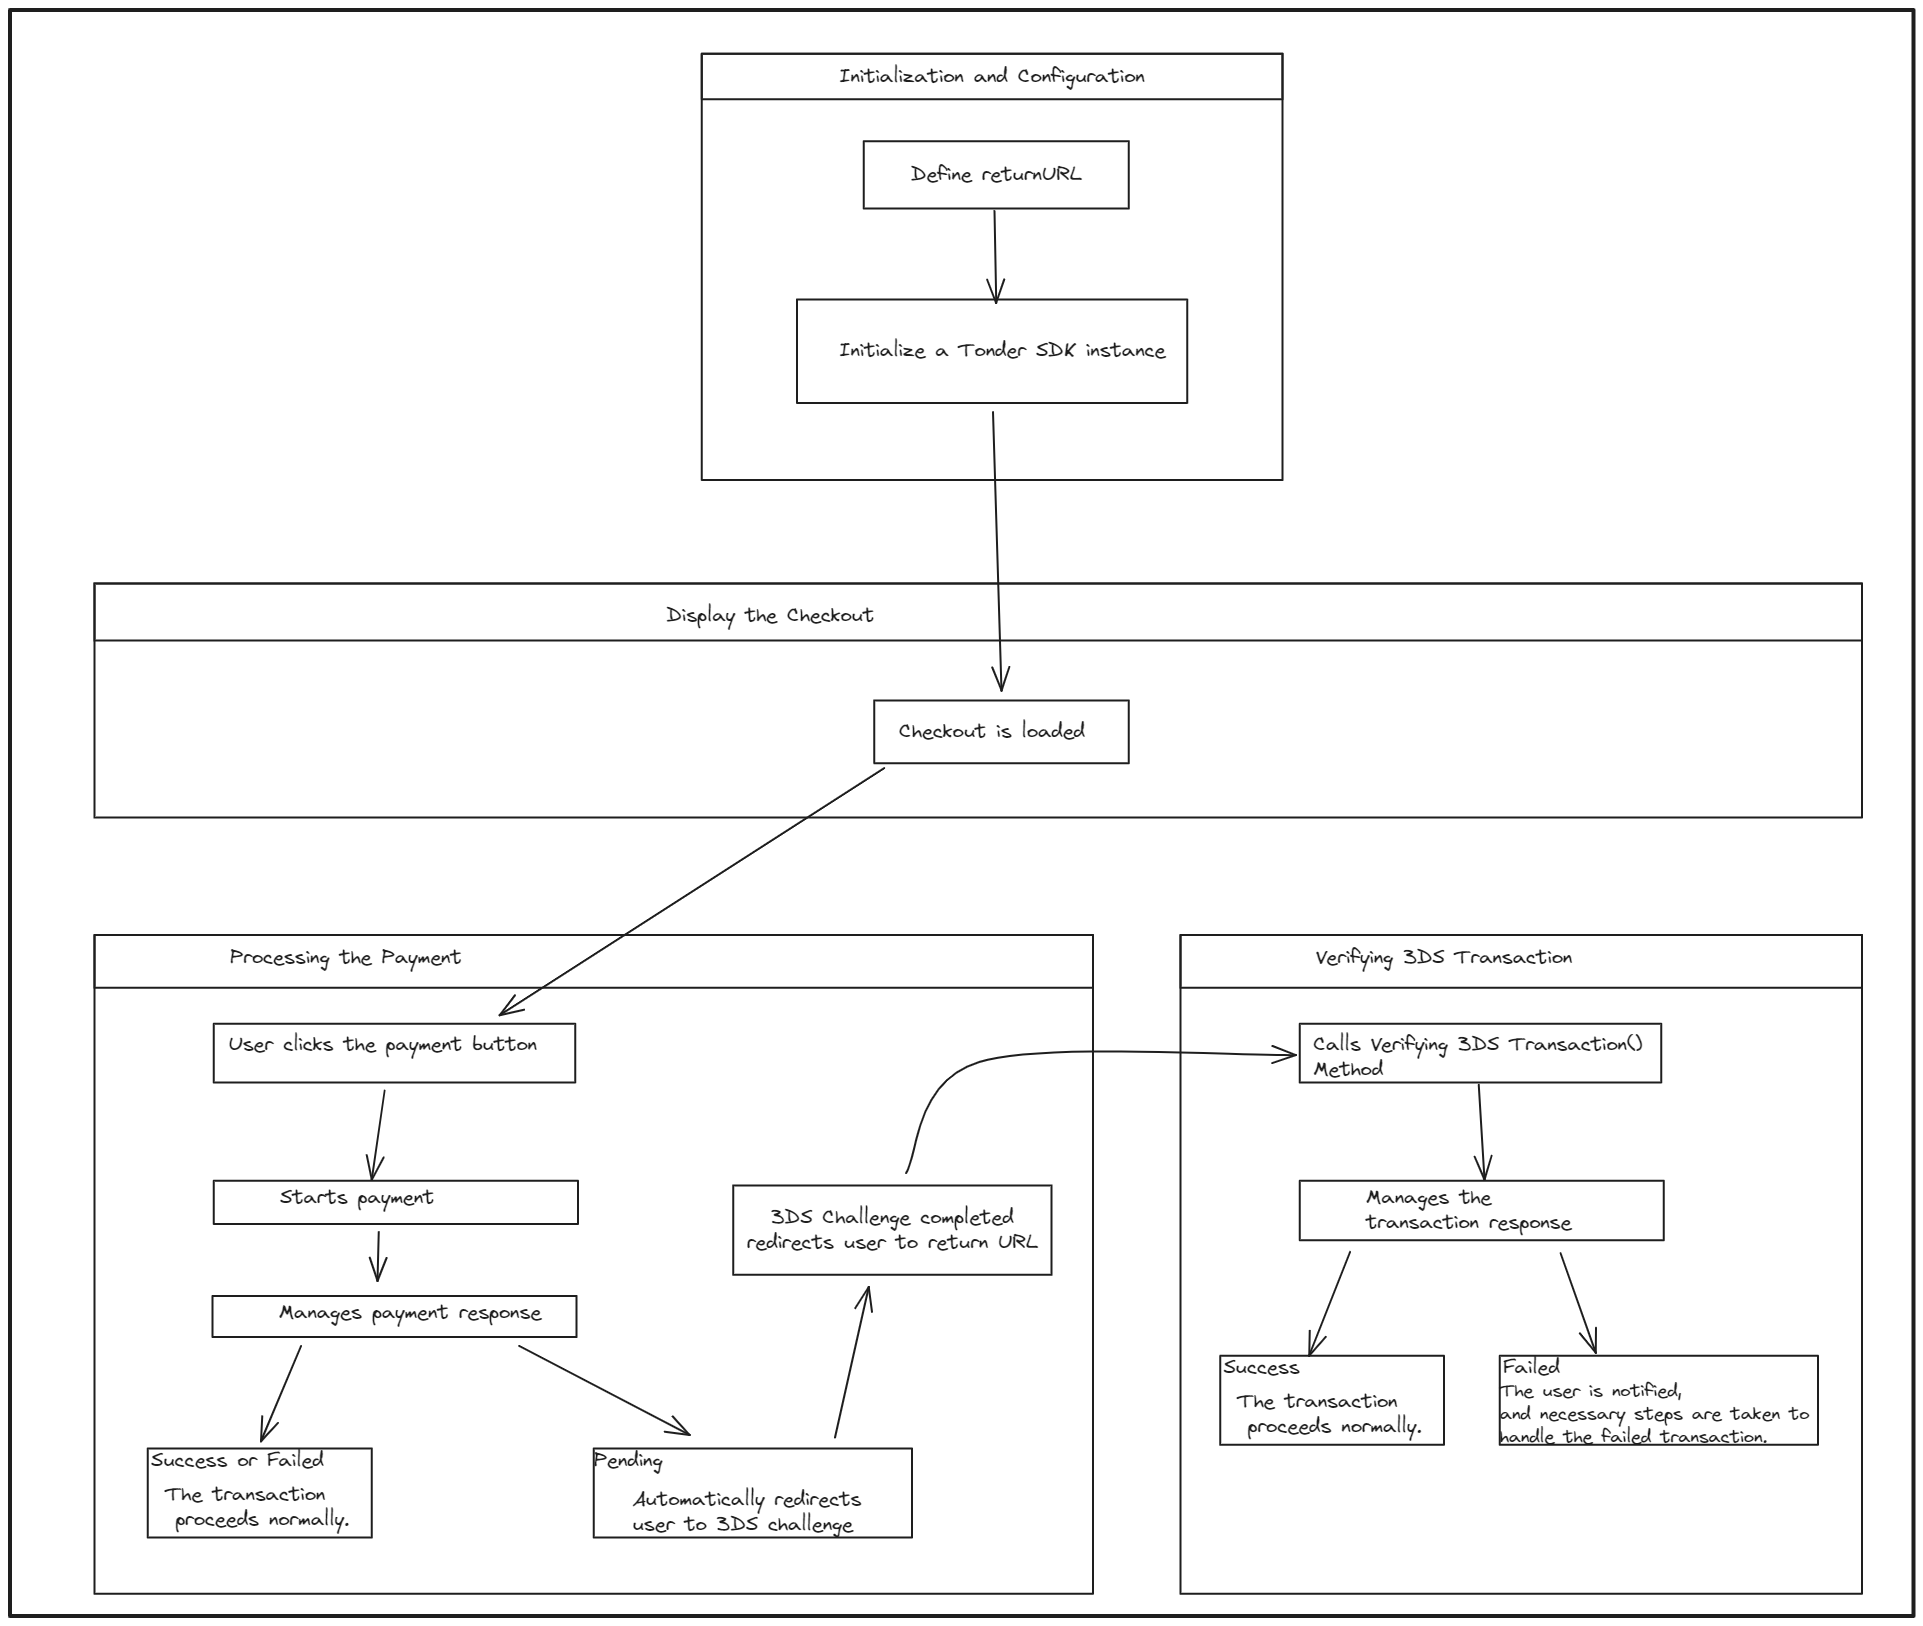 Initialization and Configuration
Define returnURL
Initialize a Tonder SDK instance
Display the Checkout
Checkout is loaded
Processing the Payment
User clicks the payment button
Starts payment
Manages payment response
Success or Failed
The transaction
proceeds normally.
Pending
Automatically redirects
user to 3DS challenge
3DS Challenge completed
redirects user to return URL
Verifying 3DS Transaction
Calls Verifying 3DS Transaction()
Method
Manages the
transaction response
Success
The transaction
proceeds normally.
Failed
The user is notified,
and necessary steps are taken to
handle the failed transaction.